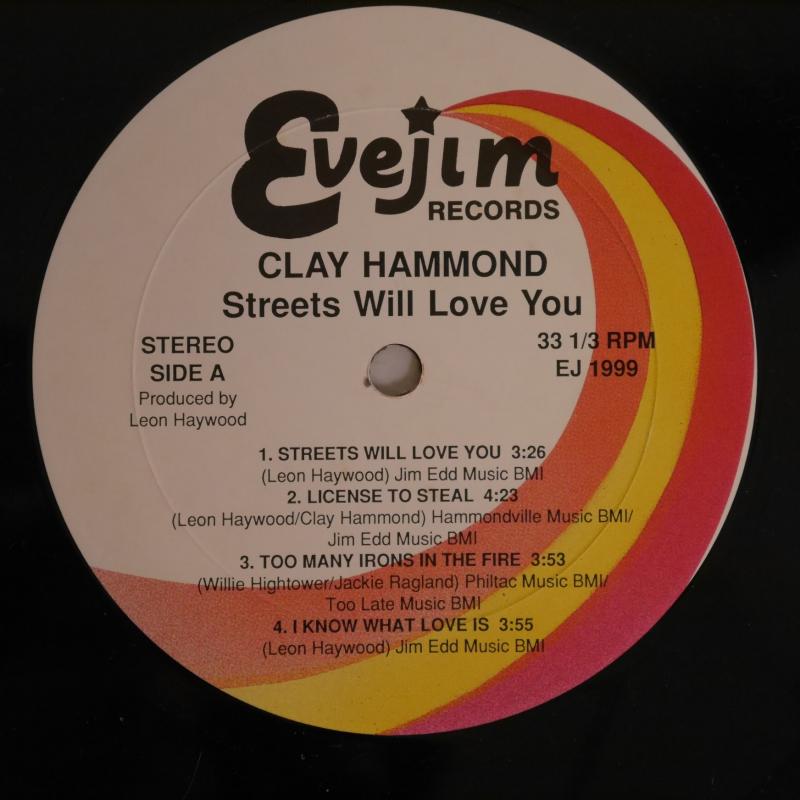 Evejim
RECORDS
CLAY HAMMOND
Streets Will Love You
STEREO
SIDE A
Produced by
Leon Haywood
33 1/3 RPM
EJ 1999
1. STREETS WILL LOVE YOU 3:26
(Leon Haywood) Jim Edd Music BMI
2. LICENSE TO STEAL 4:23
(Leon Haywood/Clay Hammond) Hammondville Music BMI/
Jim Edd Music BMI
3. TOO MANY IRONS IN THE FIRE 3:53
(Willie Hightower/Jackie Ragland) Philtac Music BMI/
Too Late Music BMI
4. I KNOW WHAT LOVE IS 3:55
(Leon Haywood) Jim Edd Music BMI